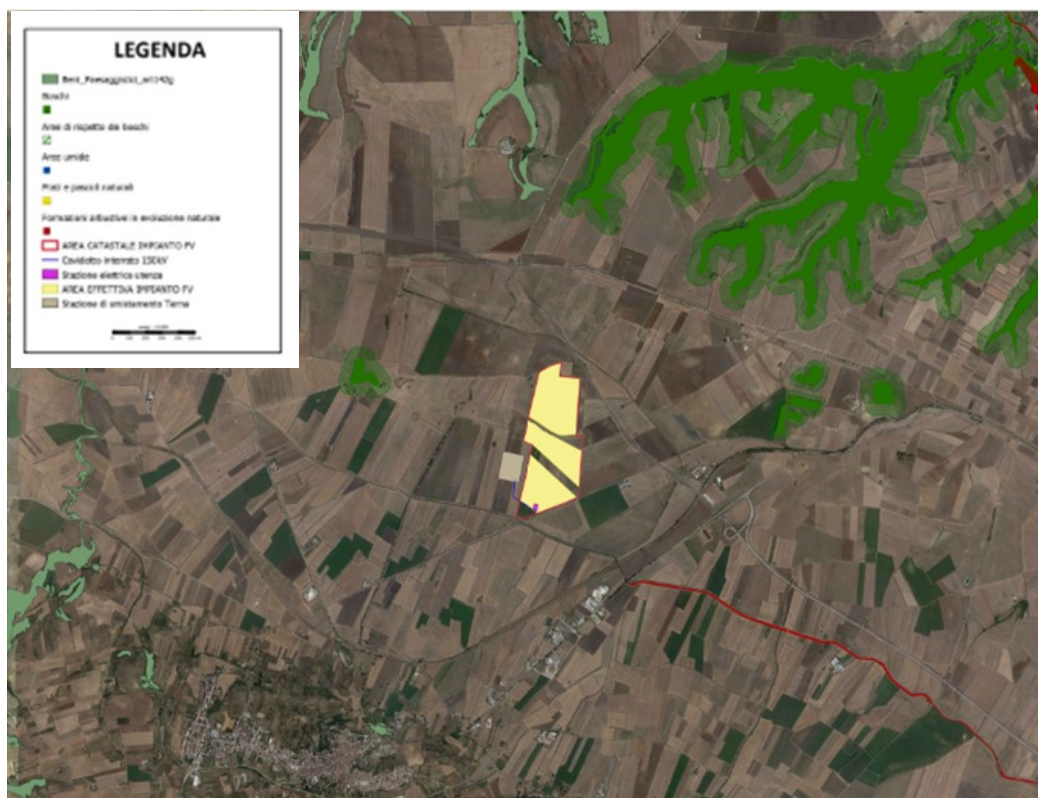 LEGENDA
Beni_Paesaggistici_art142g
Boschi
Aree di rispetto dei boschi
Aree umide
Prati e pascoli naturali
Formazioni arbustive in evoluzione naturale
AREA CATASTALE IMPIANTO FV
Cavidotto interrato 150kV
Stazione elettrica utenza
AREA EFFETTIVA IMPIANTO FV
Stazione di smistamento Terna